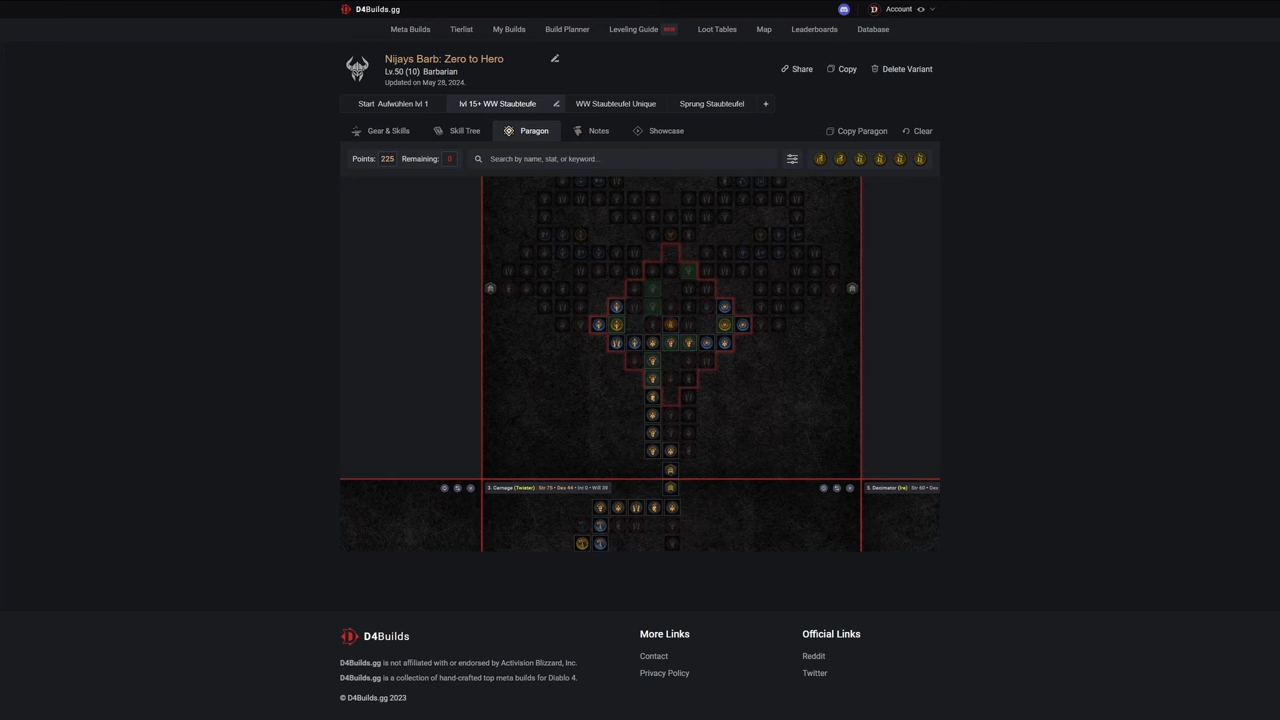 D4Builds.gg
Account
Meta Builds Tierlist My Builds Build Planner Leveling Guide NEW Loot Tables Map Leaderboards Database
Nijays Barb: Zero to Hero
Lv.50 (10) Barbarian
Updated on May 28, 2024.
Share Copy Delete Variant
Start Aufwühlen lvl 1 lvl 15+ WW Staubteufe WW Staubteufel Unique Sprung Staubteufel +
Gear & Skills Skill Tree Paragon Notes Showcase Copy Paragon Clear
Points: 225 Remaining: 0 Search by name, stat, or keyword...
3. Carnage (Twister) Str 75 • Dex 44 • Int 0 • Will 39
5. Decimator (Ire) Str 60 • Dex
D4Builds
D4Builds.gg is not affiliated with or endorsed by Activision Blizzard, Inc.
D4Builds.gg is a collection of hand-crafted top meta builds for Diablo 4.
© D4Builds.gg 2023
More Links
Contact
Privacy Policy
Official Links
Reddit
Twitter